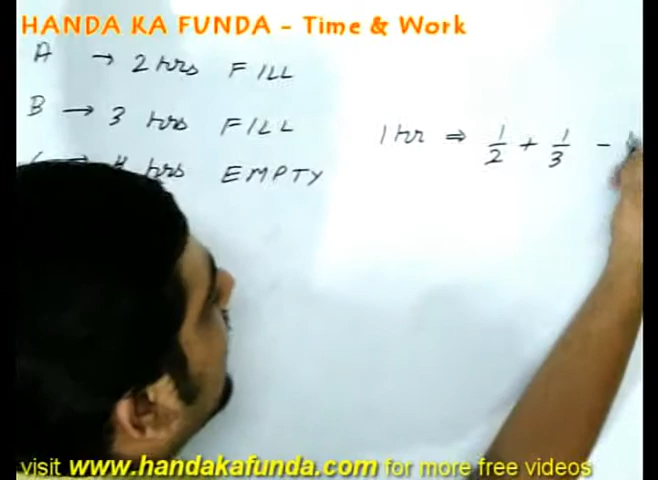 HANDA KA FUNDA - Time & Work
A → 2 hrs FILL
B → 3 hrs FILL
hrs EMPTY
1 hr ⇒ 1/2 + 1/3 -
visit www.handakafunda.com for more free videos